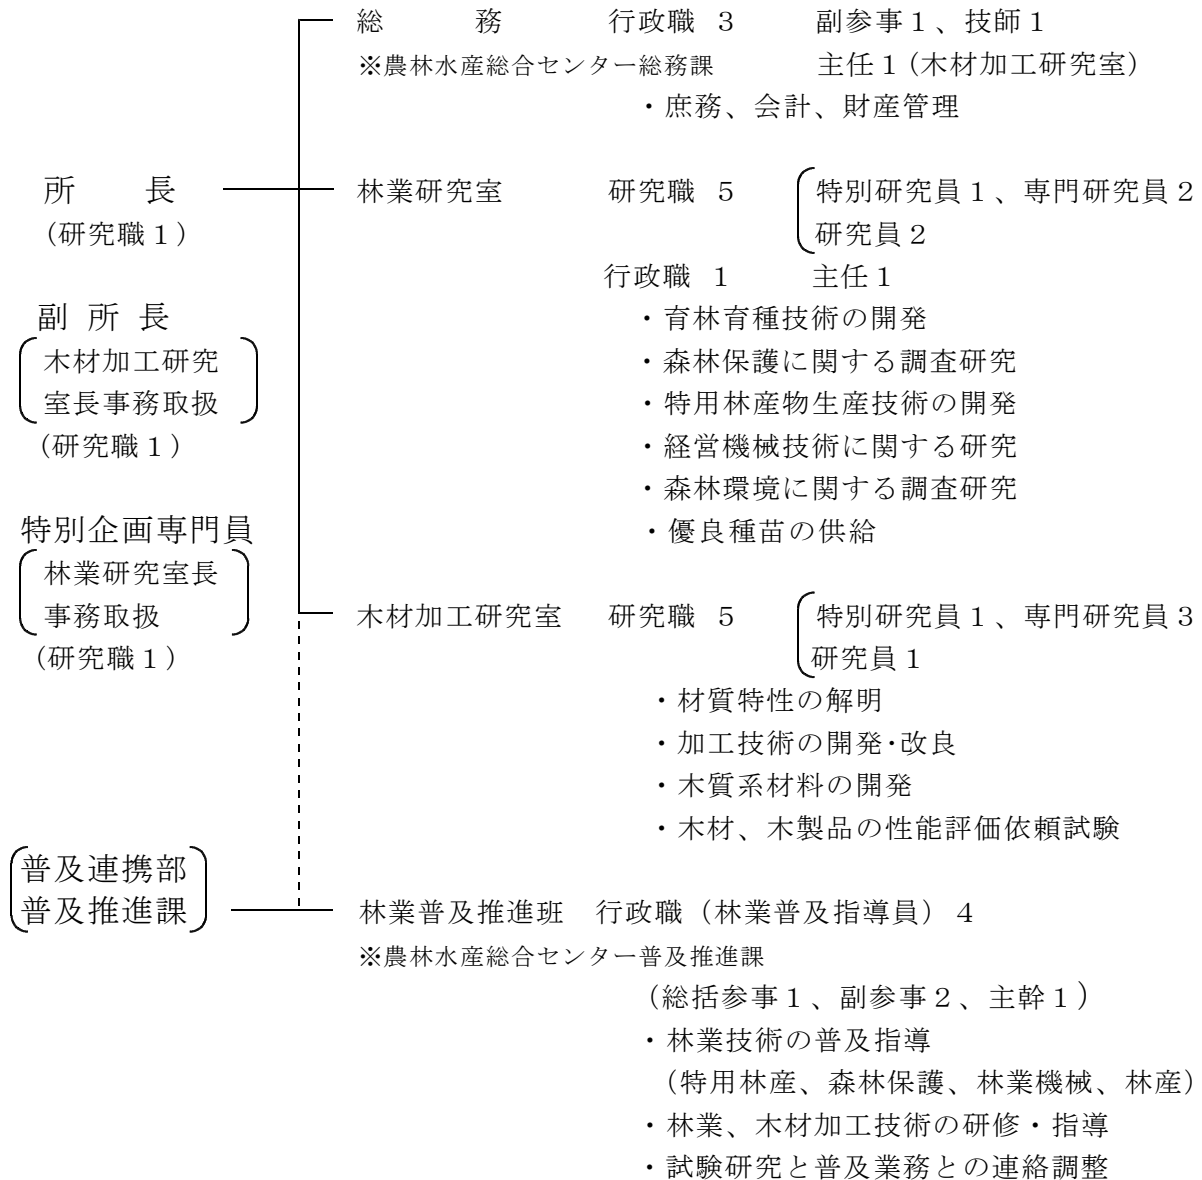 総　　務　行政職 3　副参事1、技師1
※農林水産総合センター総務課　主任1(木材加工研究室)
・庶務、会計、財産管理
所　長　林業研究室　研究職 5　特別研究員1、専門研究員2
(研究職1)　研究員2
行政職 1　主任1
副 所 長　・育林育種技術の開発
木材加工研究　・森林保護に関する調査研究
室長事務取扱　・特用林産物生産技術の開発
(研究職1)　・経営機械技術に関する研究
・森林環境に関する調査研究
特別企画専門員　・優良種苗の供給
林業研究室長
事務取扱　木材加工研究室　研究職 5　特別研究員1、専門研究員3
(研究職1)　研究員1
・材質特性の解明
・加工技術の開発･改良
・木質系材料の開発
・木材、木製品の性能評価依頼試験
普及連携部
普及推進課　林業普及推進班　行政職（林業普及指導員）4
※農林水産総合センター普及推進課
（総括参事1、副参事2、主幹1）
・林業技術の普及指導
（特用林産、森林保護、林業機械、林産）
・林業、木材加工技術の研修・指導
・試験研究と普及業務との連絡調整